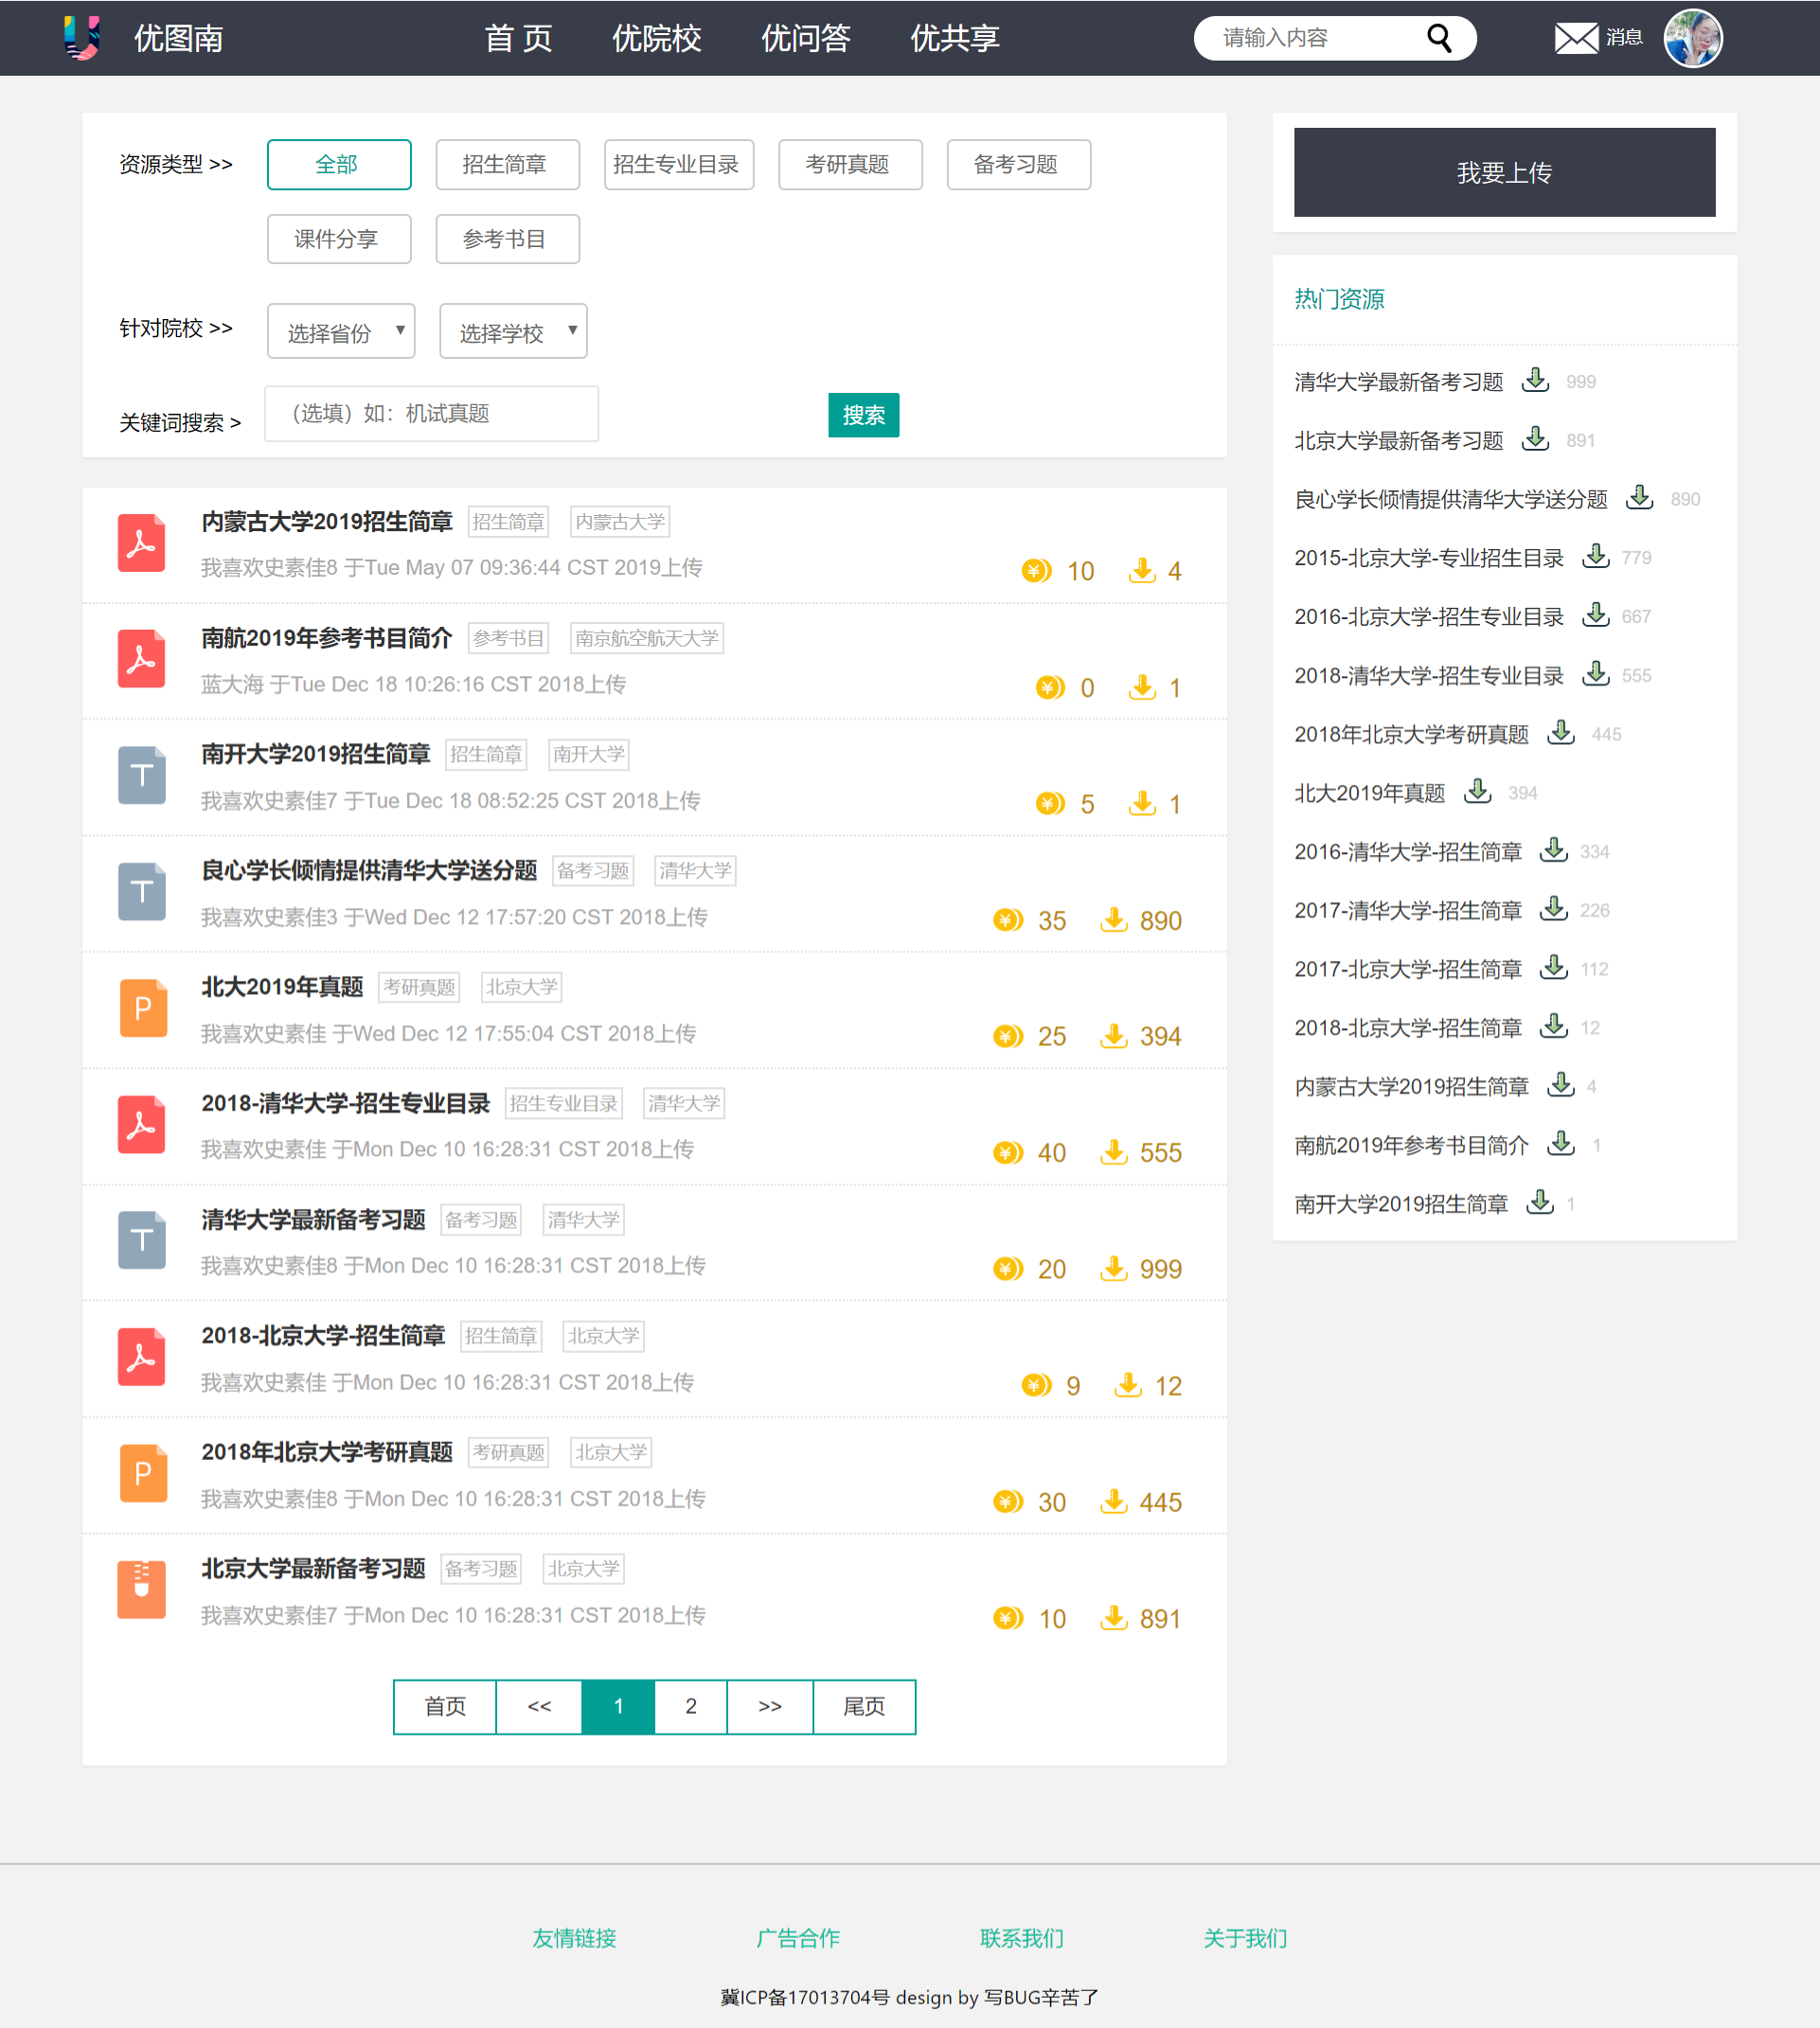 优图南 首 页 优院校 优问答 优共享 请输入内容 消息
资源类型 >> 全部 招生简章 招生专业目录 考研真题 备考习题
课件分享 参考书目
针对院校 >> 选择省份 ▼ 选择学校 ▼
关键词搜索 > （选填）如：机试真题 搜索
内蒙古大学2019招生简章 招生简章 内蒙古大学
我喜欢史素佳8 于Tue May 07 09:36:44 CST 2019上传 10 4
南航2019年参考书目简介 参考书目 南京航空航天大学
蓝大海 于Tue Dec 18 10:26:16 CST 2018上传 0 1
南开大学2019招生简章 招生简章 南开大学
我喜欢史素佳7 于Tue Dec 18 08:52:25 CST 2018上传 5 1
良心学长倾情提供清华大学送分题 备考习题 清华大学
我喜欢史素佳3 于Wed Dec 12 17:57:20 CST 2018上传 35 890
北大2019年真题 考研真题 北京大学
我喜欢史素佳 于Wed Dec 12 17:55:04 CST 2018上传 25 394
2018-清华大学-招生专业目录 招生专业目录 清华大学
我喜欢史素佳 于Mon Dec 10 16:28:31 CST 2018上传 40 555
清华大学最新备考习题 备考习题 清华大学
我喜欢史素佳8 于Mon Dec 10 16:28:31 CST 2018上传 20 999
2018-北京大学-招生简章 招生简章 北京大学
我喜欢史素佳 于Mon Dec 10 16:28:31 CST 2018上传 9 12
2018年北京大学考研真题 考研真题 北京大学
我喜欢史素佳8 于Mon Dec 10 16:28:31 CST 2018上传 30 445
北京大学最新备考习题 备考习题 北京大学
我喜欢史素佳7 于Mon Dec 10 16:28:31 CST 2018上传 10 891
首页 << 1 2 >> 尾页
我要上传
热门资源
清华大学最新备考习题 999
北京大学最新备考习题 891
良心学长倾情提供清华大学送分题 890
2015-北京大学-专业招生目录 779
2016-北京大学-招生专业目录 667
2018-清华大学-招生专业目录 555
2018年北京大学考研真题 445
北大2019年真题 394
2016-清华大学-招生简章 334
2017-清华大学-招生简章 226
2017-北京大学-招生简章 112
2018-北京大学-招生简章 12
内蒙古大学2019招生简章 4
南航2019年参考书目简介 1
南开大学2019招生简章 1
友情链接 广告合作 联系我们 关于我们
冀ICP备17013704号 design by 写BUG辛苦了